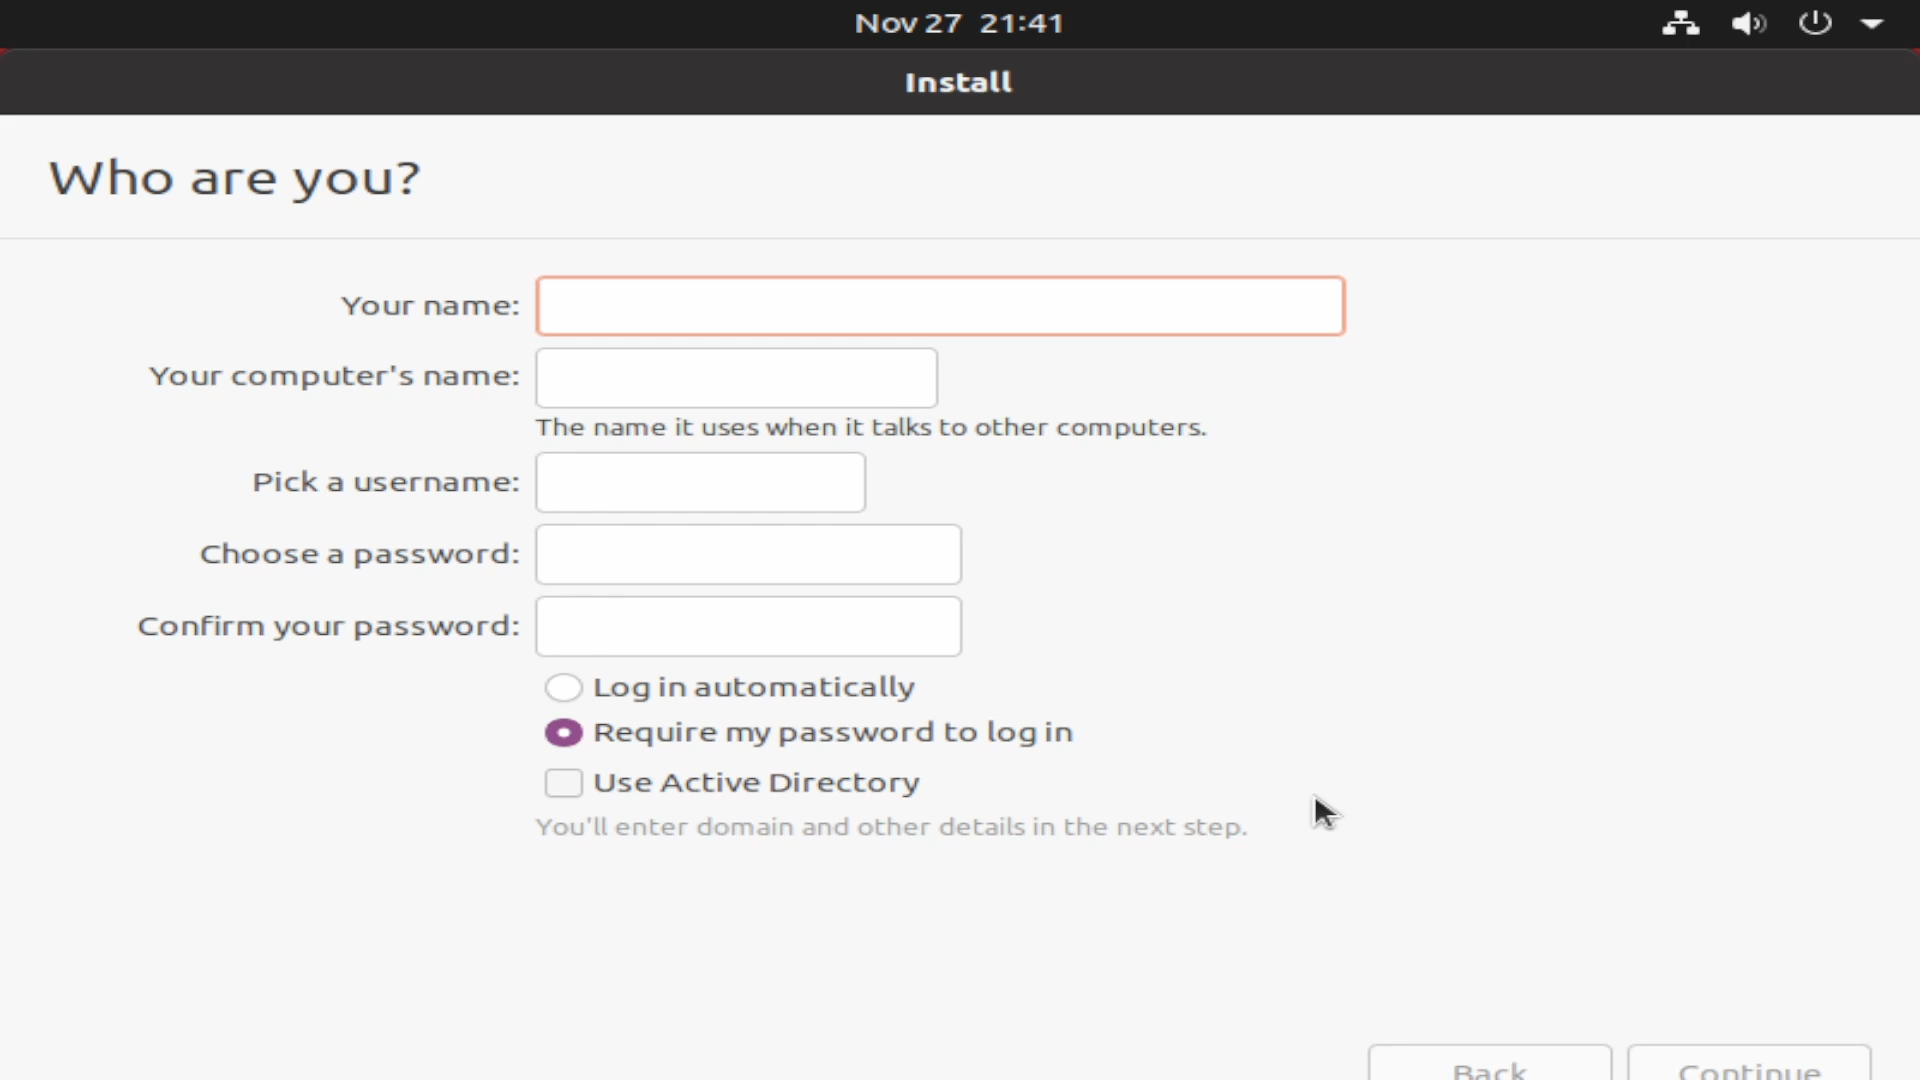 Nov 27 21:41
Install
Who are you?
Your name:
Your computer's name:
The name it uses when it talks to other computers.
Pick a username:
Choose a password:
Confirm your password:
Log in automatically
Require my password to log in
Use Active Directory
You'll enter domain and other details in the next step.
Back Continue